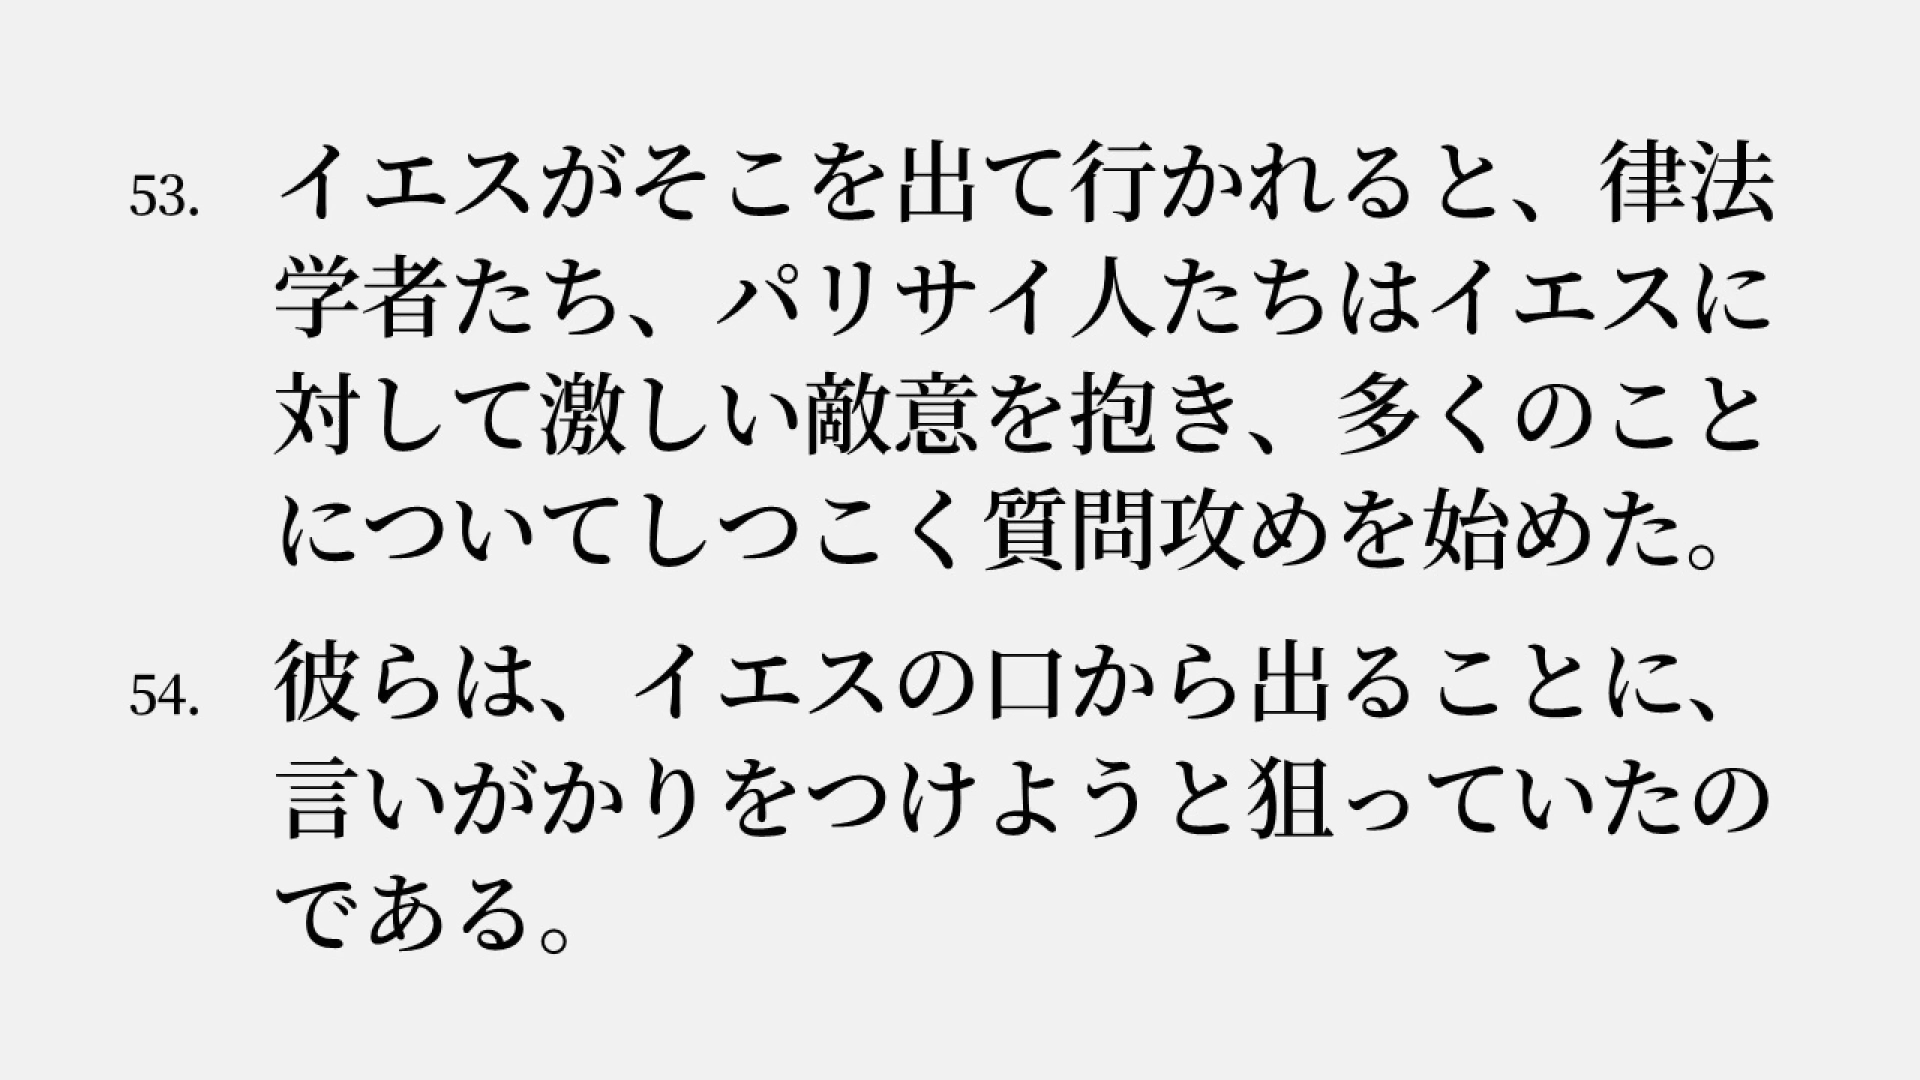 53. イエスがそこを出て行かれると、律法
学者たち、パリサイ人たちはイエスに
対して激しい敵意を抱き、多くのこと
についてしつこく質問攻めを始めた。
54. 彼らは、イエスの口から出ることに、
言いがかりをつけようと狙っていたの
である。